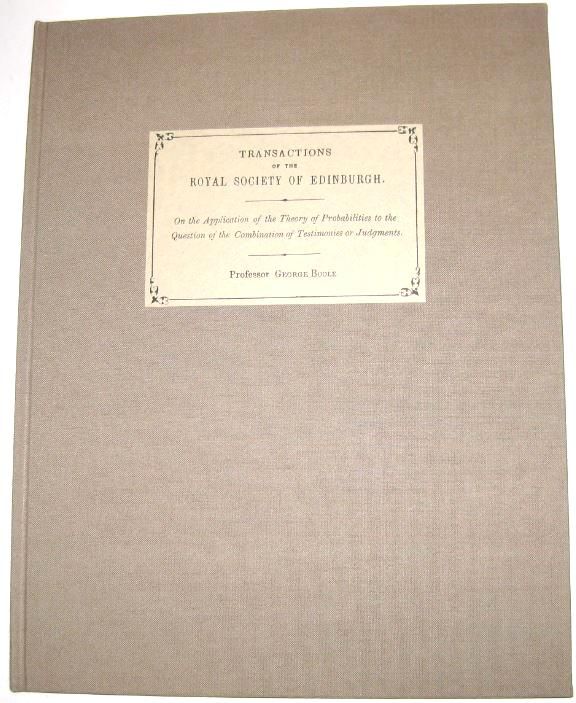 TRANSACTIONS
OF THE
ROYAL SOCIETY OF EDINBURGH.
On the Application of the Theory of Probabilities to the
Question of the Combination of Testimonies or Judgments.
Professor GEORGE BOOLE